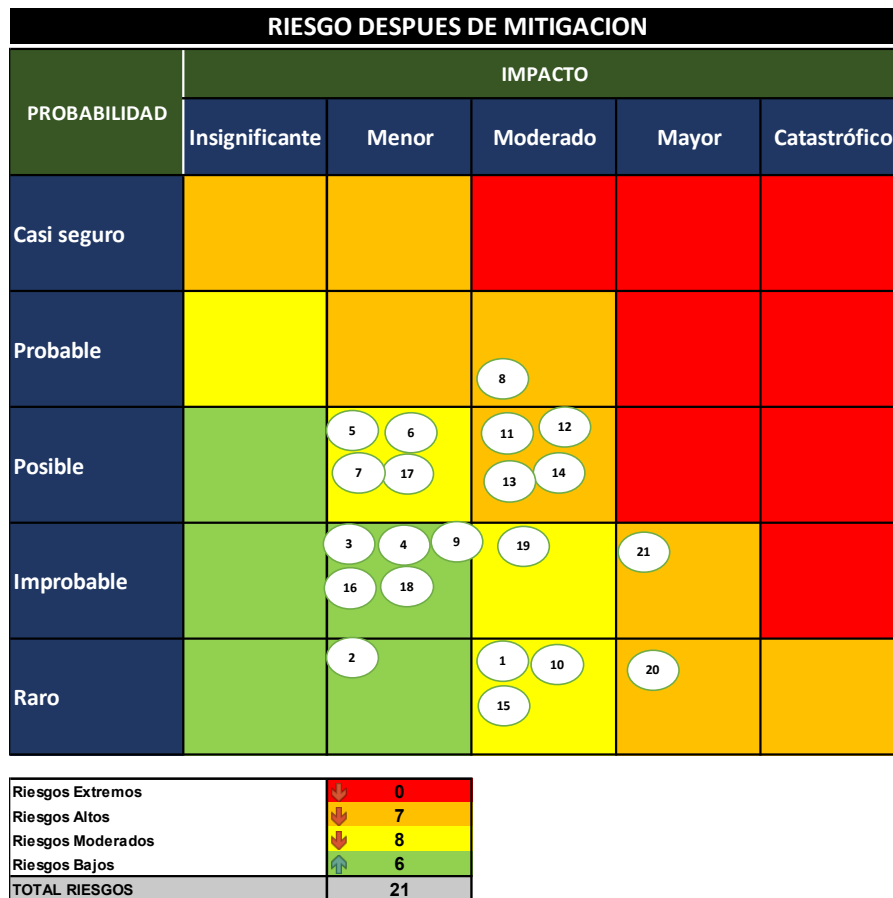 RIESGO DESPUES DE MITIGACION
PROBABILIDAD
IMPACTO
Insignificante Menor Moderado Mayor Catastrófico
Casi seguro
Probable
8
Posible
5 6 11 12
7 17 13 14
Improbable
3 4 9 19 21
16 18
Raro
2 1 10 20
15
Riesgos Extremos 0
Riesgos Altos 7
Riesgos Moderados 8
Riesgos Bajos 6
TOTAL RIESGOS 21